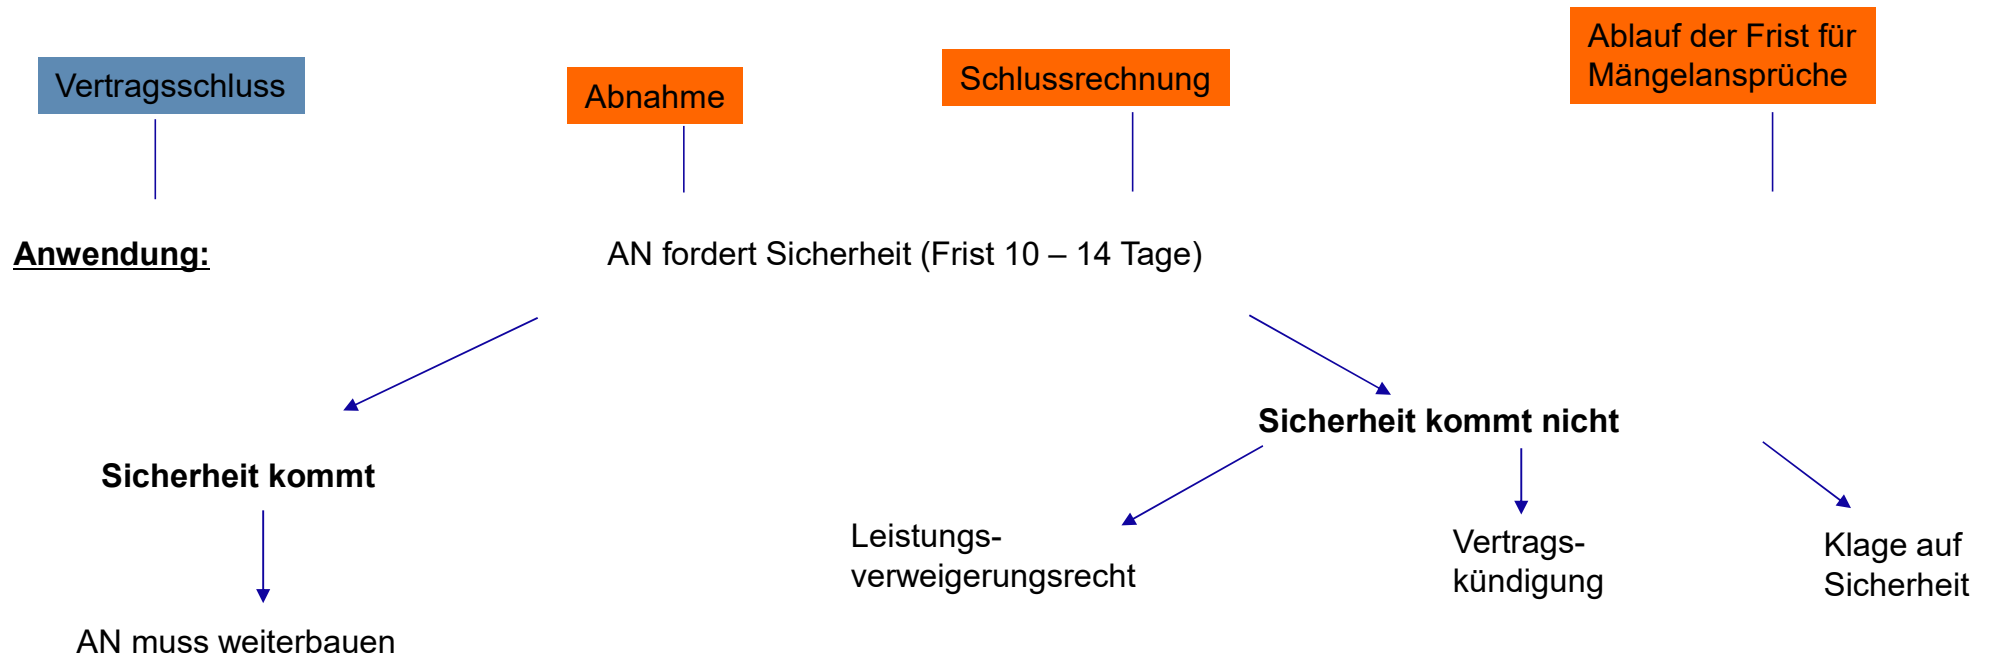 Vertragsschluss
Abnahme
Schlussrechnung
Ablauf der Frist für
Mängelansprüche
Anwendung:
AN fordert Sicherheit (Frist 10 – 14 Tage)
Sicherheit kommt
AN muss weiterbauen
Sicherheit kommt nicht
Leistungs-
verweigerungsrecht
Vertrags-
kündigung
Klage auf
Sicherheit